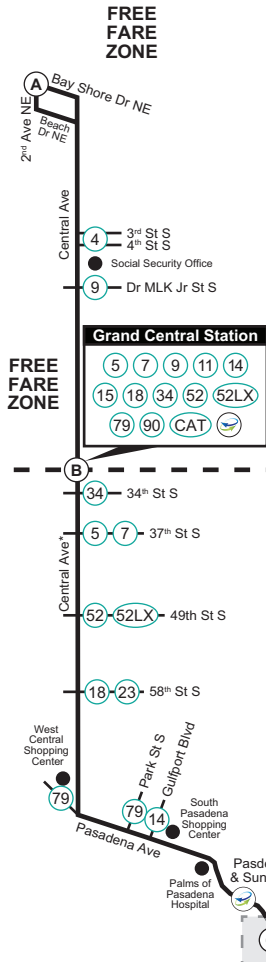 FREE
FARE
ZONE
A
Bay Shore Dr NE
Beach
Dr NE
2nd Ave NE
Central Ave
4
3rd St S
4th St S
Social Security Office
9
Dr MLK Jr St S
Grand Central Station
5 7 9 11 14
15 18 34 52 52LX
79 90 CAT
FREE
FARE
ZONE
B
34 34th St S
5 7 37th St S
Central Ave*
52 52LX 49th St S
18 23 58th St S
West
Central
Shopping
Center
79
Park St S
79
Gulfport Blvd
14
South
Pasadena
Shopping
Center
Pasadena Ave
Palms of
Pasadena
Hospital
Pasd
& Sun